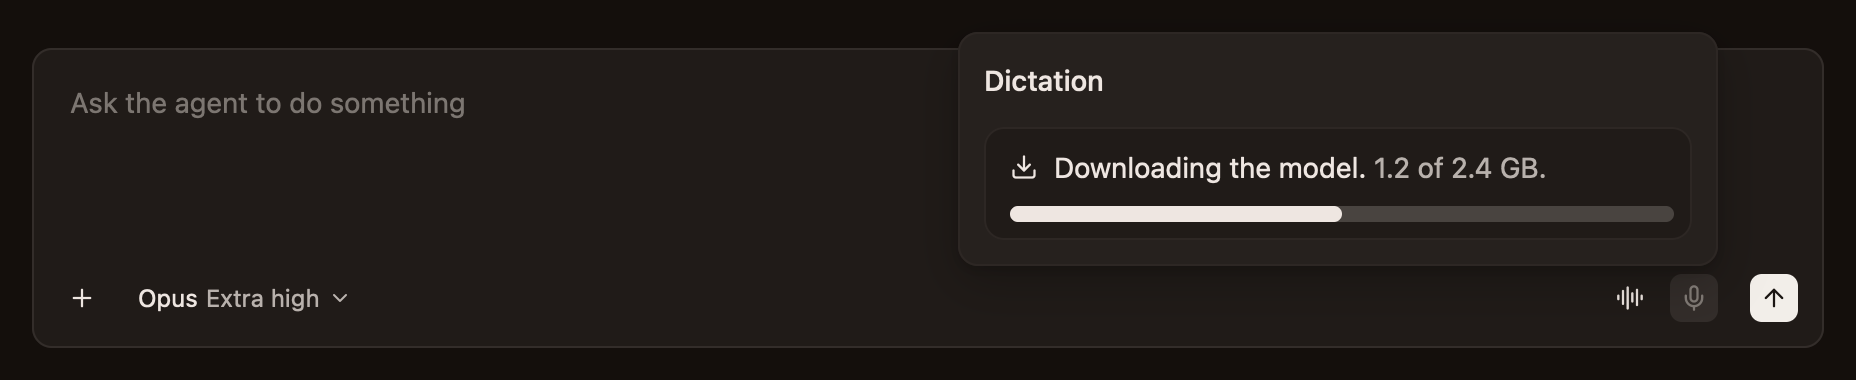 Dictation
Ask the agent to do something
Downloading the model. 1.2 of 2.4 GB.
Opus Extra high